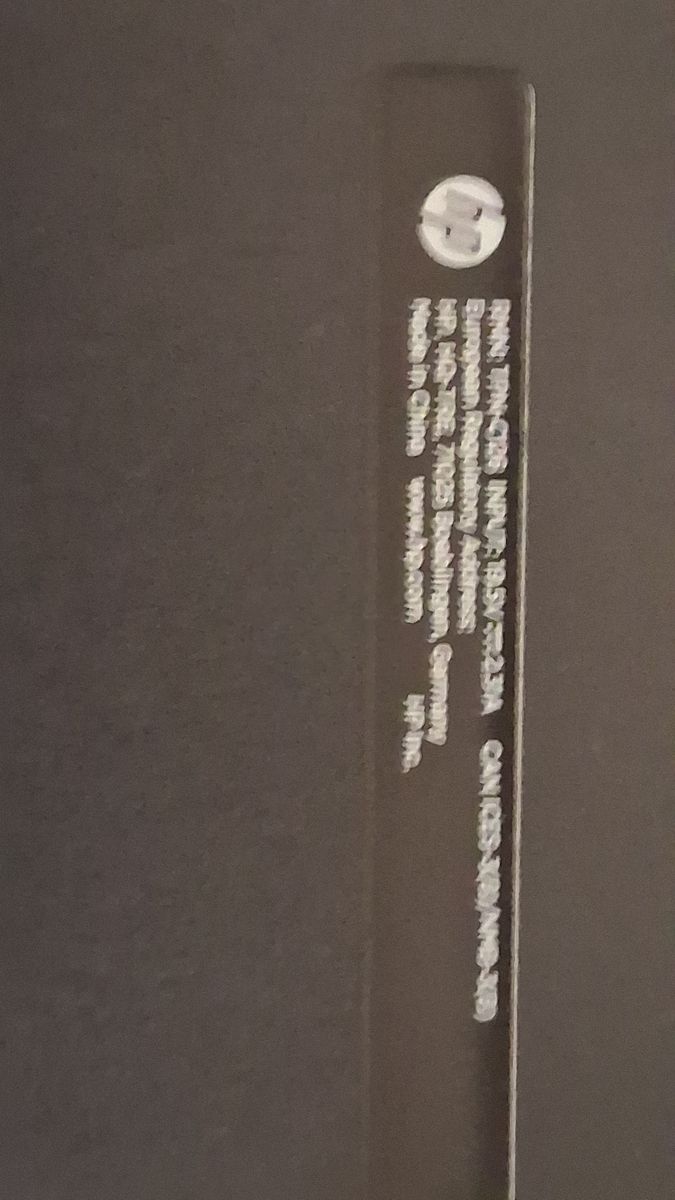 hp
RMN: INPUT: 19.5V⎓2.31A CAN ICES-3(B)/NMB-3(B)
European Regulatory Address:
HP, HQ-TRE, 71025 Boeblingen, Germany
Made in China www.hp.com HP Inc.